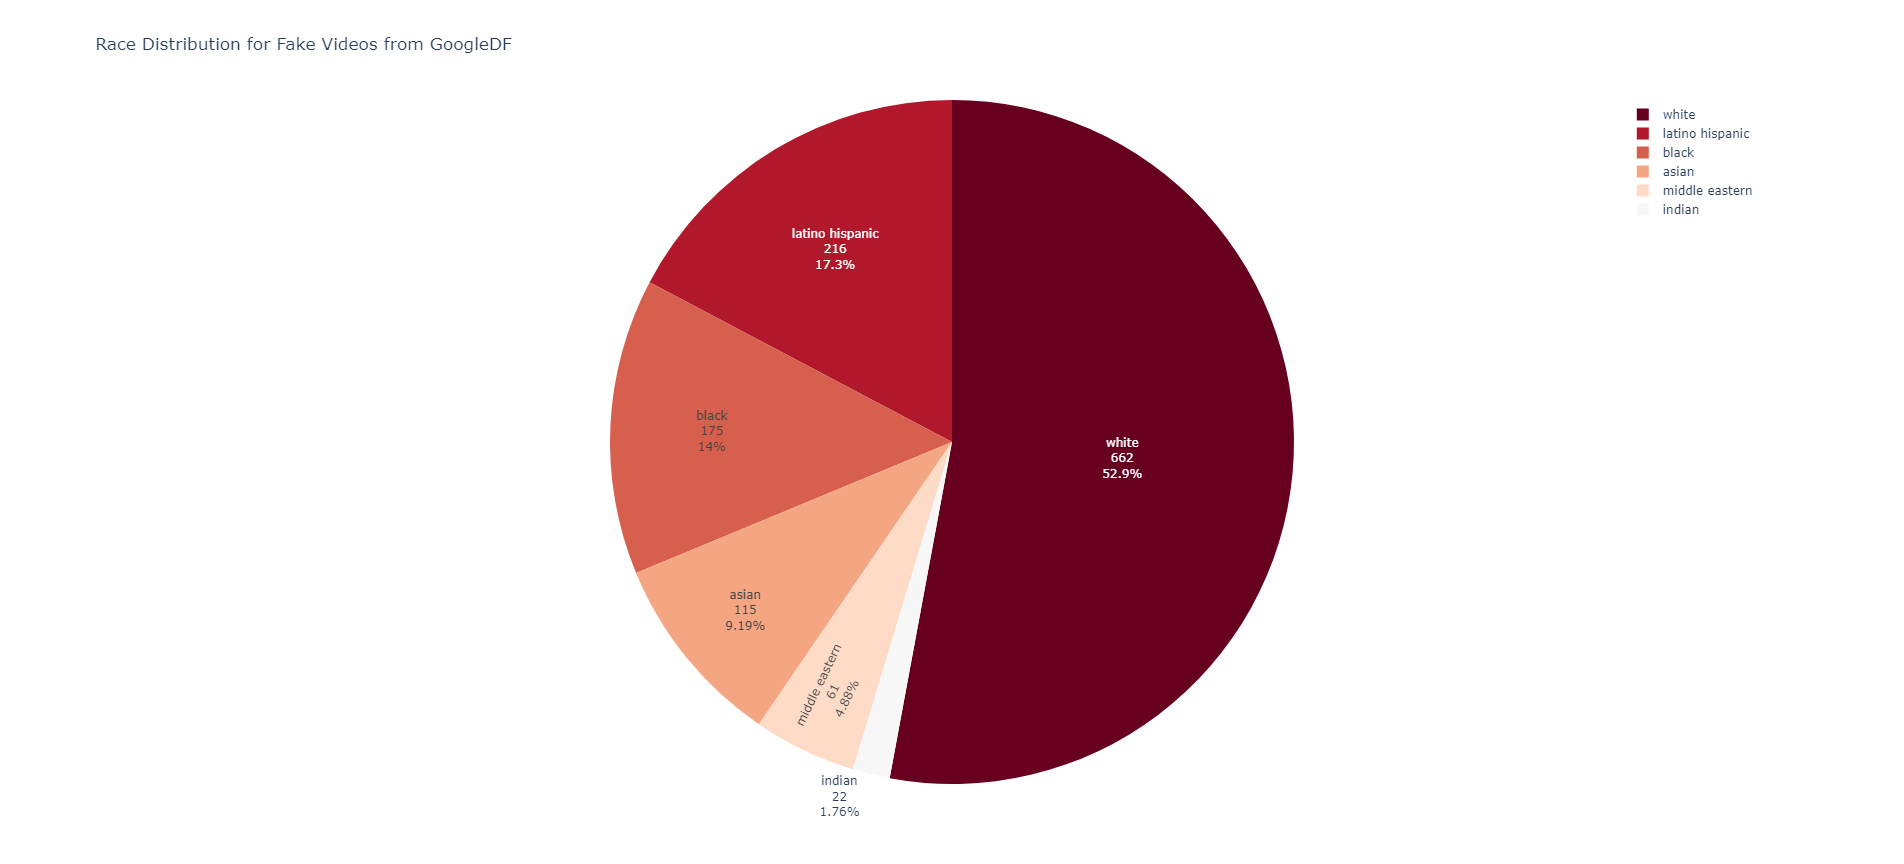 Race Distribution for Fake Videos from GoogleDF
white
latino hispanic
black
asian
middle eastern
indian
latino hispanic
216
17.3%
black
175
14%
white
662
52.9%
asian
115
9.19%
middle eastern
61
4.88%
indian
22
1.76%